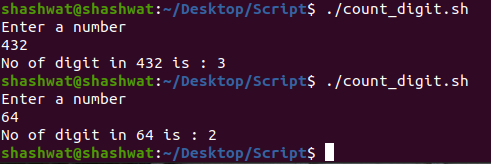 shashwat@shashwat:~/Desktop/Script$ ./count_digit.sh
Enter a number
432
No of digit in 432 is : 3
shashwat@shashwat:~/Desktop/Script$ ./count_digit.sh
Enter a number
64
No of digit in 64 is : 2
shashwat@shashwat:~/Desktop/Script$